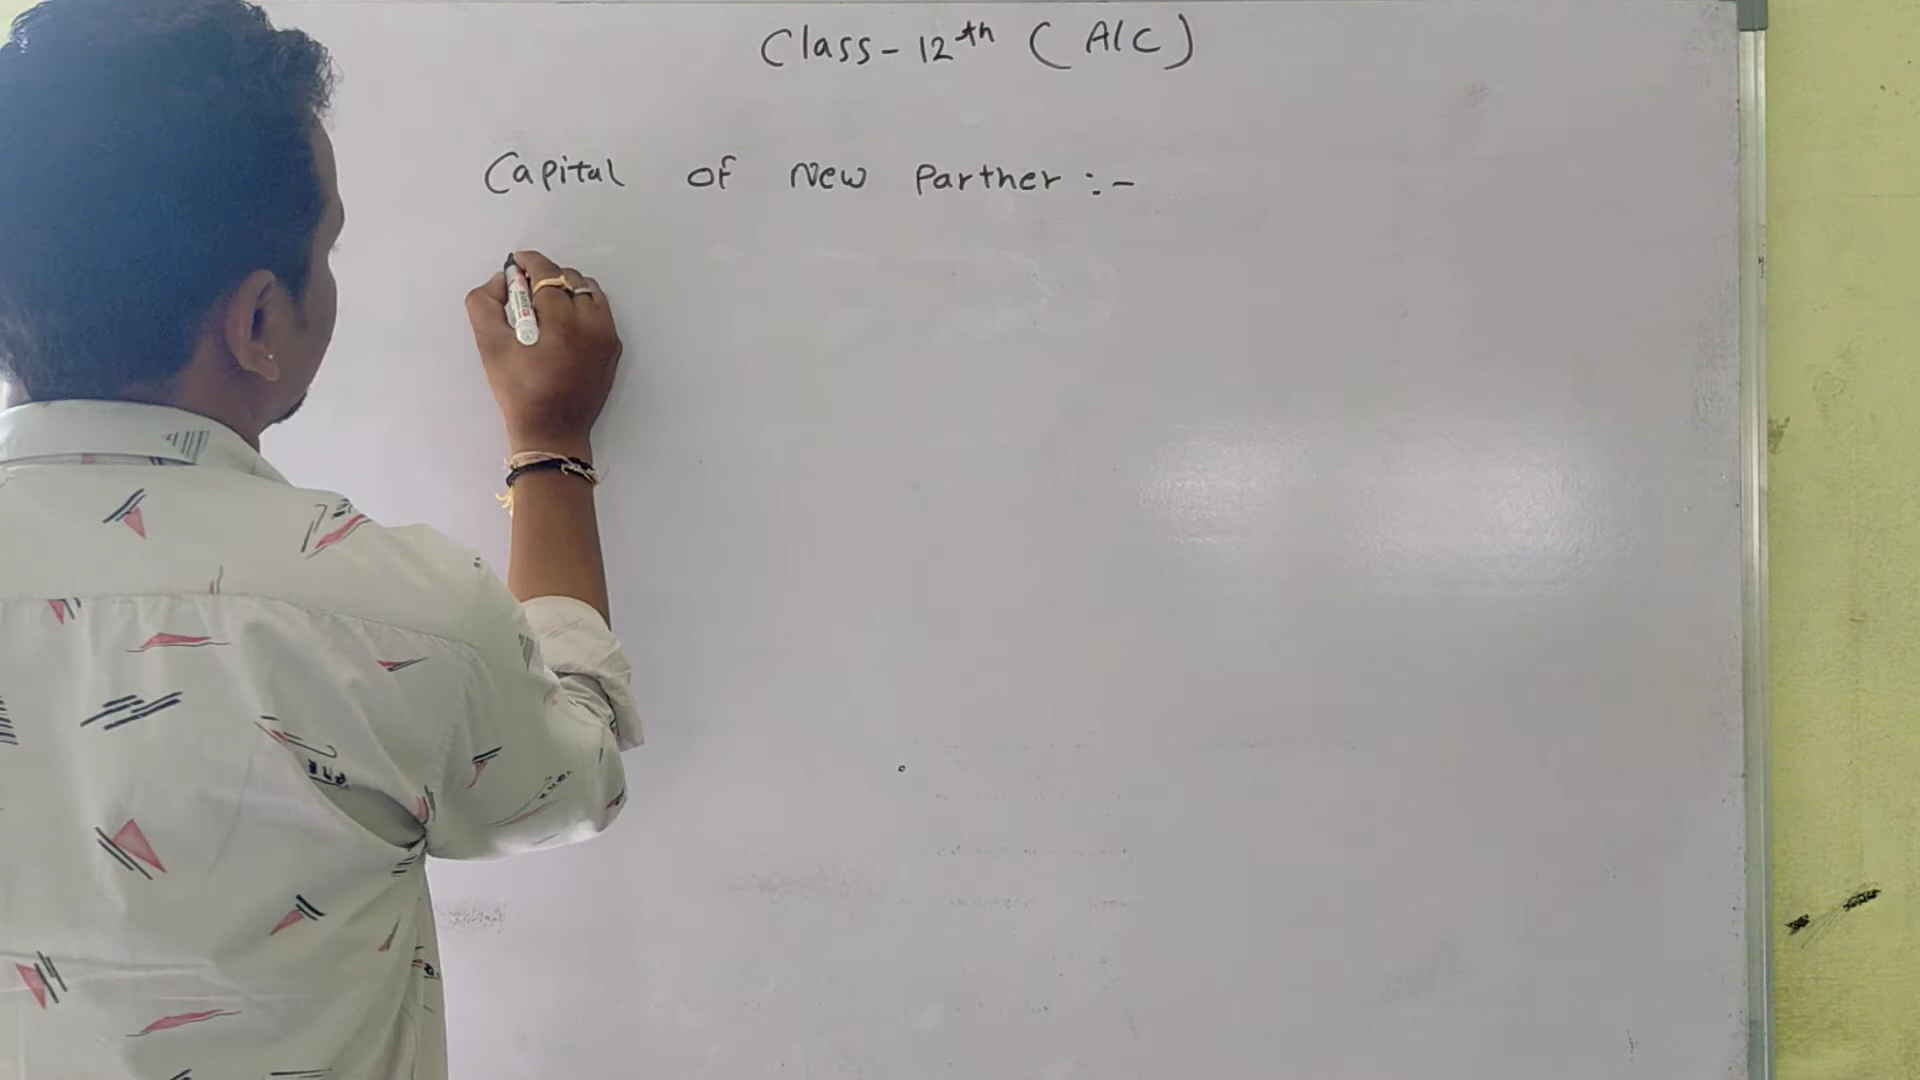 Class - 12th (A/C)
Capital of New Partner :-